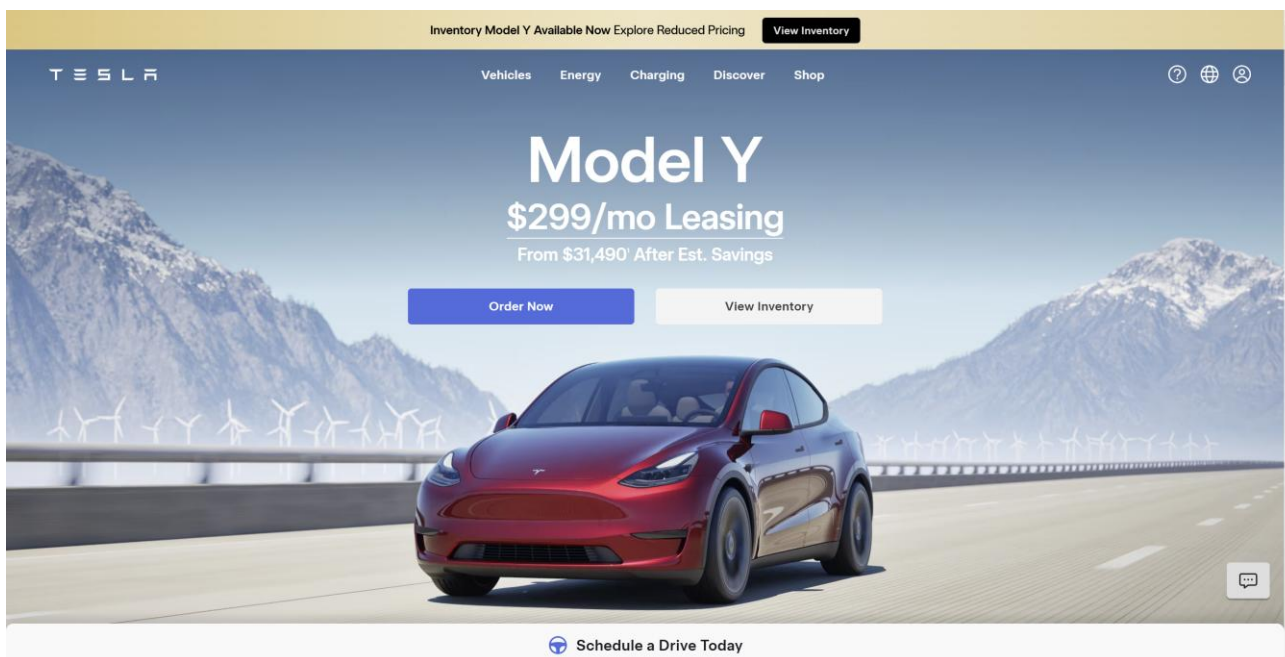 Inventory Model Y Available Now Explore Reduced Pricing View Inventory
TESLA Vehicles Energy Charging Discover Shop
Model Y
$299/mo Leasing
From $31,490¹ After Est. Savings
Order Now View Inventory
Schedule a Drive Today